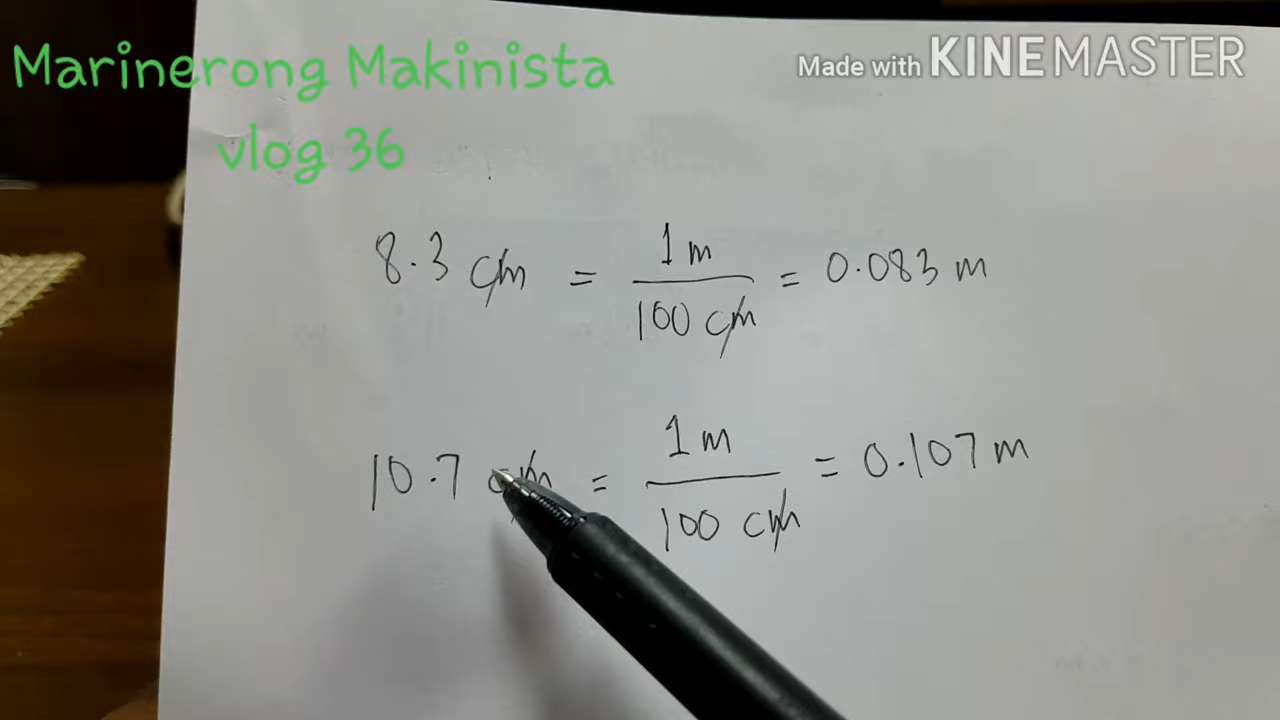 Marinerong Makinista
vlog 36
Made with KINEMASTER
8.3 cm = 1 m / 100 cm = 0.083 m
10.7 cm = 1 m / 100 cm = 0.107 m